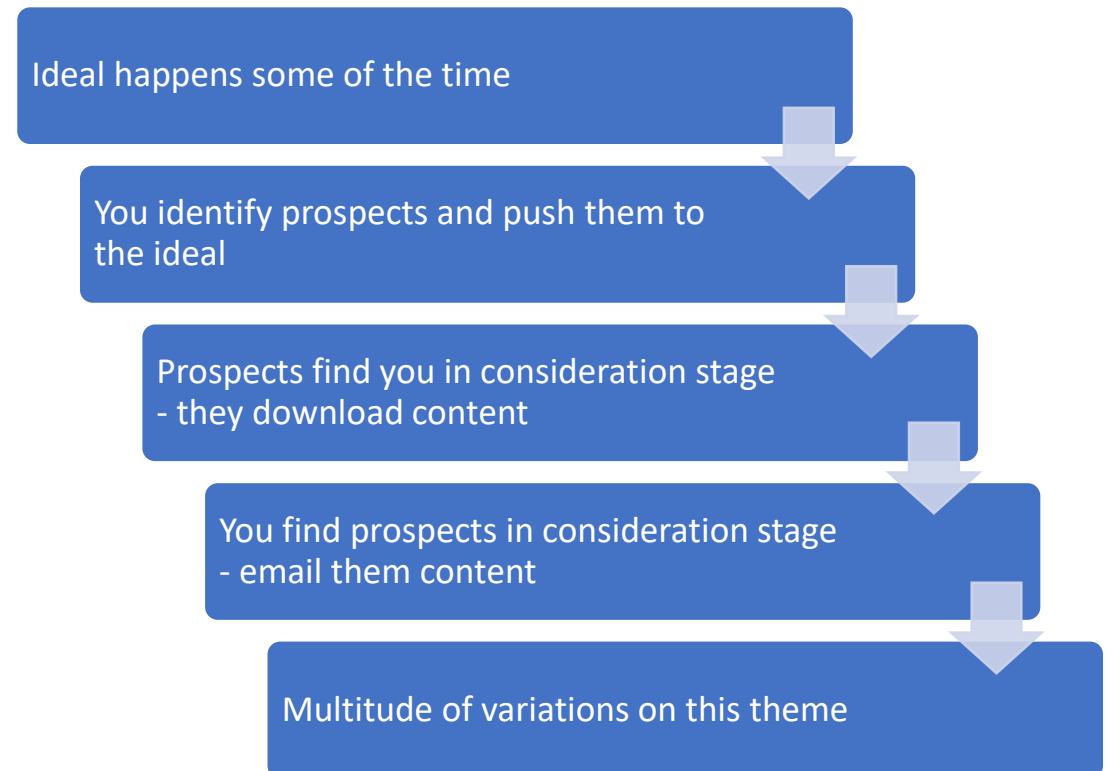 Ideal happens some of the time
You identify prospects and push them to
the ideal
Prospects find you in consideration stage
- they download content
You find prospects in consideration stage
- email them content
Multitude of variations on this theme